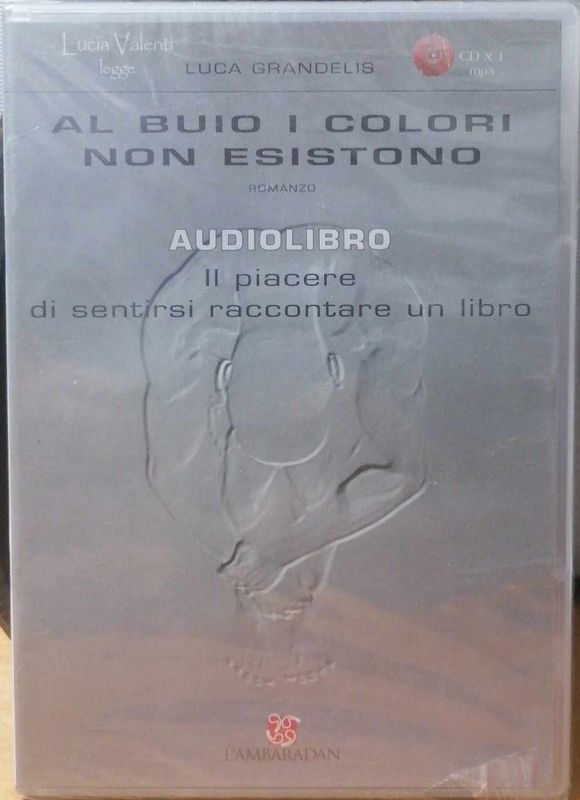 Lucia Valenti
legge
LUCA GRANDELIS
CD x 1
mp3
AL BUIO I COLORI
NON ESISTONO
ROMANZO
AUDIOLIBRO
Il piacere
di sentirsi raccontare un libro
L'AMBARADAN